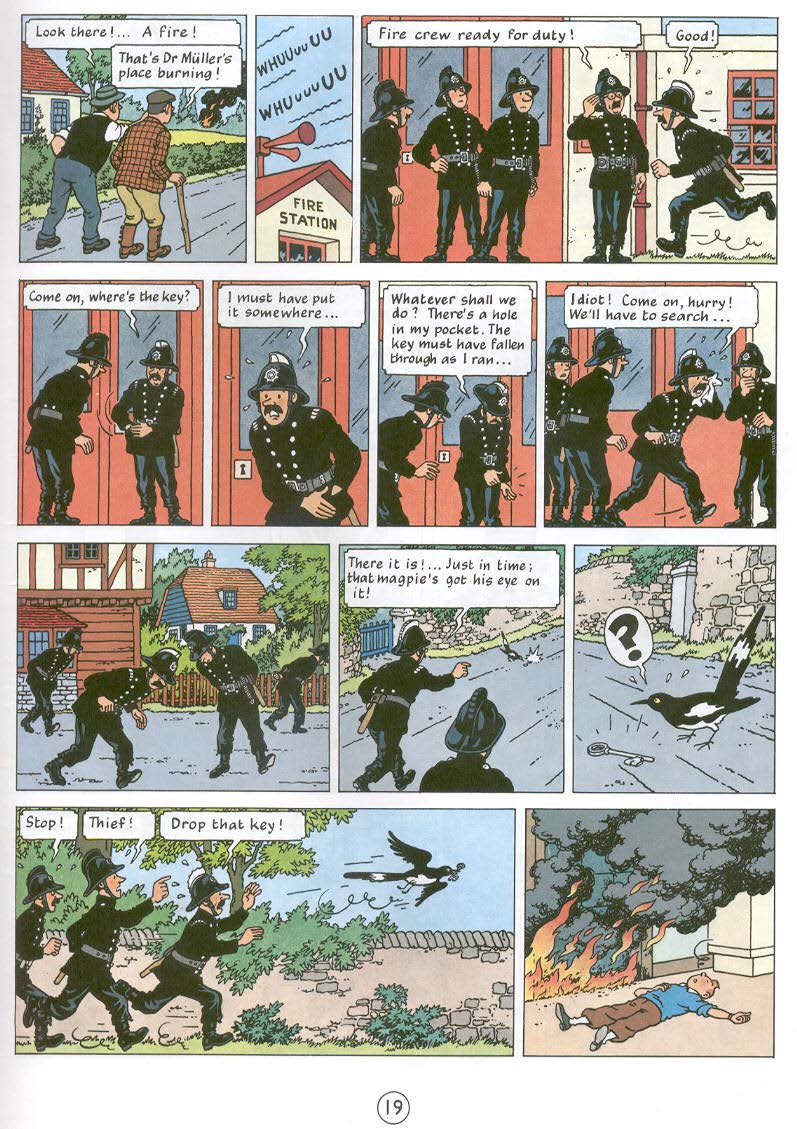 Look there!... A fire!
That's Dr Müller's
place burning!
WHUUuuUU
WHUuuuUU
FIRE
STATION
Fire crew ready for duty!
Good!
Come on, where's the key?
I must have put
it somewhere...
Whatever shall we
do? There's a hole
in my pocket. The
key must have fallen
through as I ran...
Idiot! Come on, hurry!
We'll have to search...
There it is!... Just in time;
that magpie's got his eye on
it!
?
Stop!
Thief!
Drop that key!
19